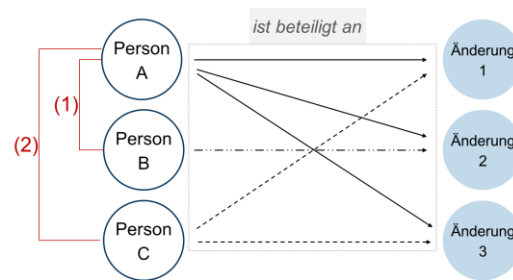 ist beteiligt an
Person
A
Änderung
1
(1)
(2)
Person
B
Änderung
2
Person
C
Änderung
3